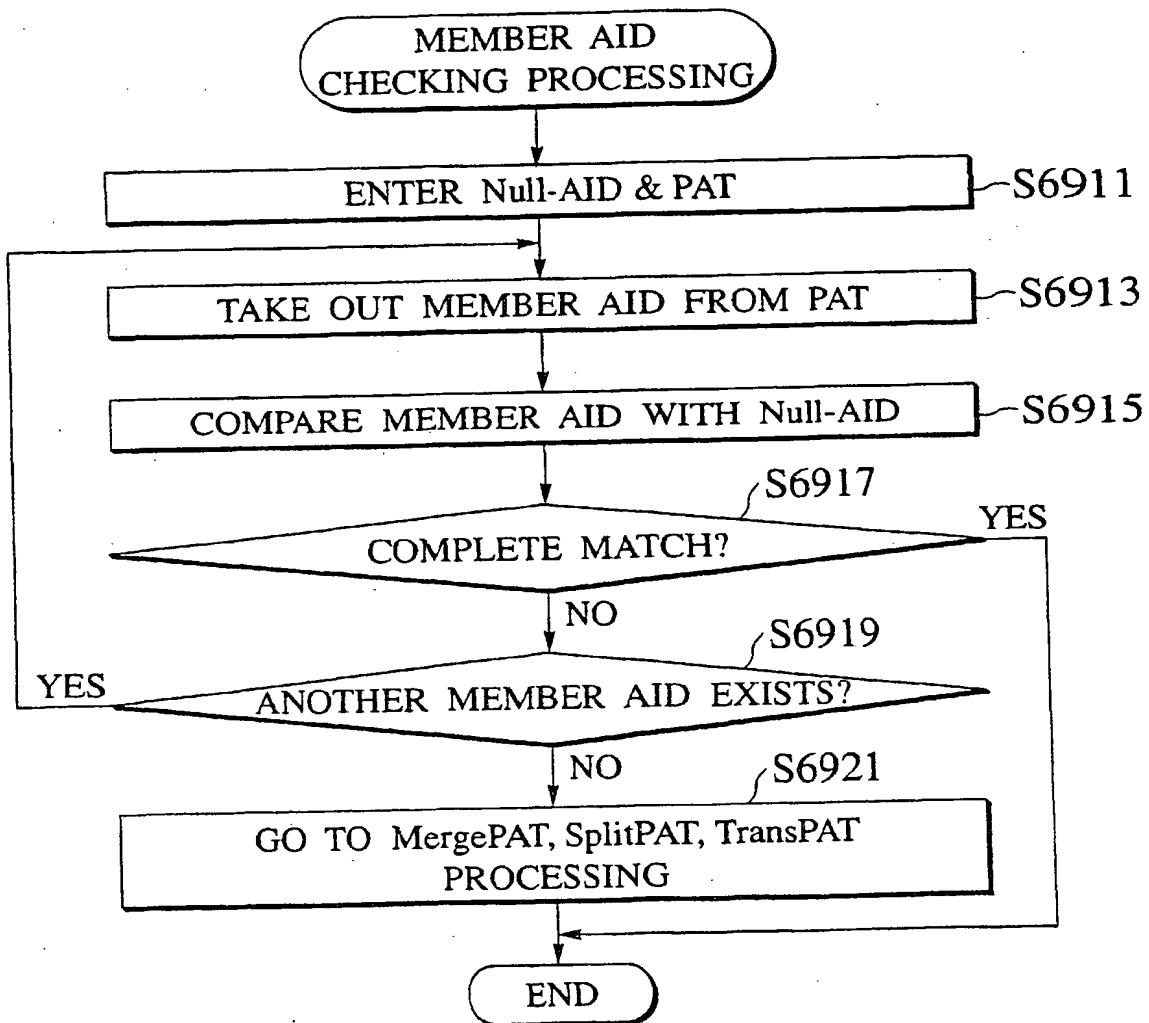 MEMBER AID
CHECKING PROCESSING
ENTER Null-AID & PAT
S6911
TAKE OUT MEMBER AID FROM PAT
S6913
COMPARE MEMBER AID WITH Null-AID
S6915
S6917
COMPLETE MATCH?
YES
NO
S6919
YES
ANOTHER MEMBER AID EXISTS?
NO
S6921
GO TO MergePAT, SplitPAT, TransPAT
PROCESSING
END